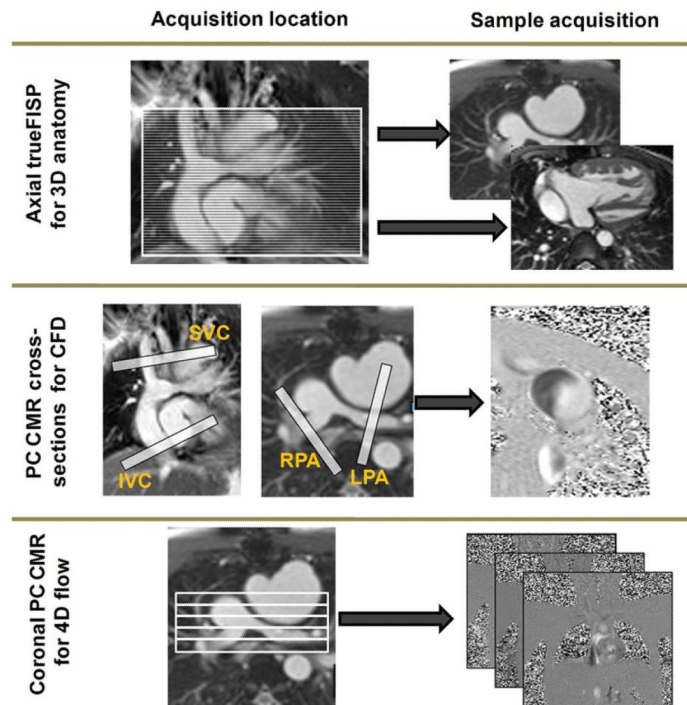 Acquisition location
Sample acquisition
Axial trueFISP
for 3D anatomy
PC CMR cross-
sections for CFD
SVC
IVC
RPA
LPA
Coronal PC CMR
for 4D flow